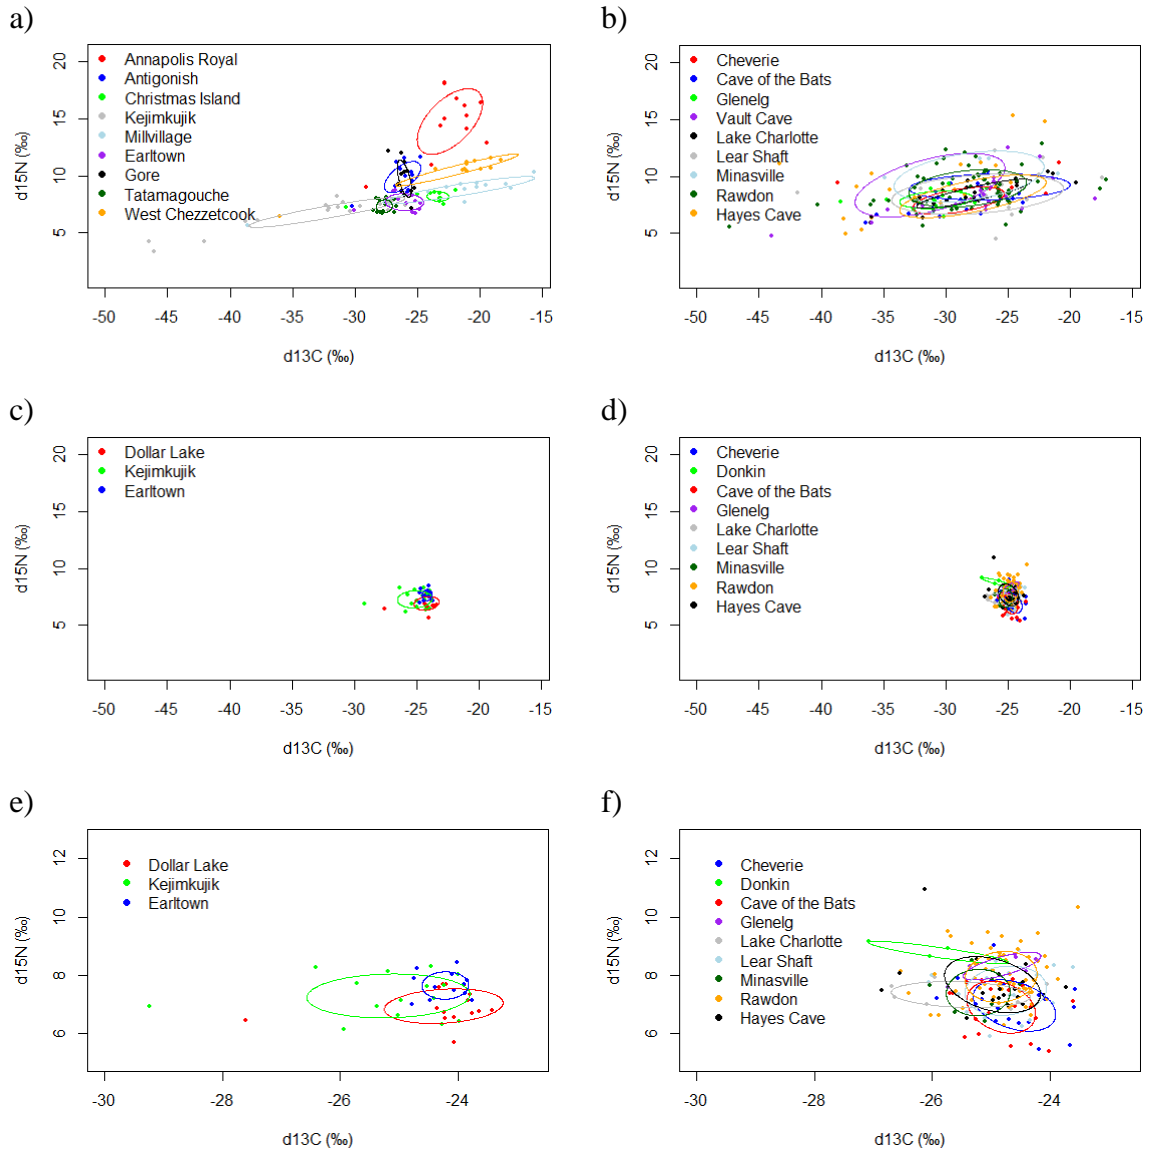 a)
20
15
10
5
d15N (‰)
Annapolis Royal
Antigonish
Christmas Island
Kejimkujik
Millvillage
Earltown
Gore
Tatamagouche
West Chezzetcook
-50 -45 -40 -35 -30 -25 -20 -15
d13C (‰)
b)
20
15
10
5
d15N (‰)
Cheverie
Cave of the Bats
Glenelg
Vault Cave
Lake Charlotte
Lear Shaft
Minasville
Rawdon
Hayes Cave
-50 -45 -40 -35 -30 -25 -20 -15
d13C (‰)
c)
20
15
10
5
d15N (‰)
Dollar Lake
Kejimkujik
Earltown
-50 -45 -40 -35 -30 -25 -20 -15
d13C (‰)
d)
20
15
10
5
d15N (‰)
Cheverie
Donkin
Cave of the Bats
Glenelg
Lake Charlotte
Lear Shaft
Minasville
Rawdon
Hayes Cave
-50 -45 -40 -35 -30 -25 -20 -15
d13C (‰)
e)
12
10
8
6
d15N (‰)
Dollar Lake
Kejimkujik
Earltown
-30 -28 -26 -24
d13C (‰)
f)
12
10
8
6
d15N (‰)
Cheverie
Donkin
Cave of the Bats
Glenelg
Lake Charlotte
Lear Shaft
Minasville
Rawdon
Hayes Cave
-30 -28 -26 -24
d13C (‰)